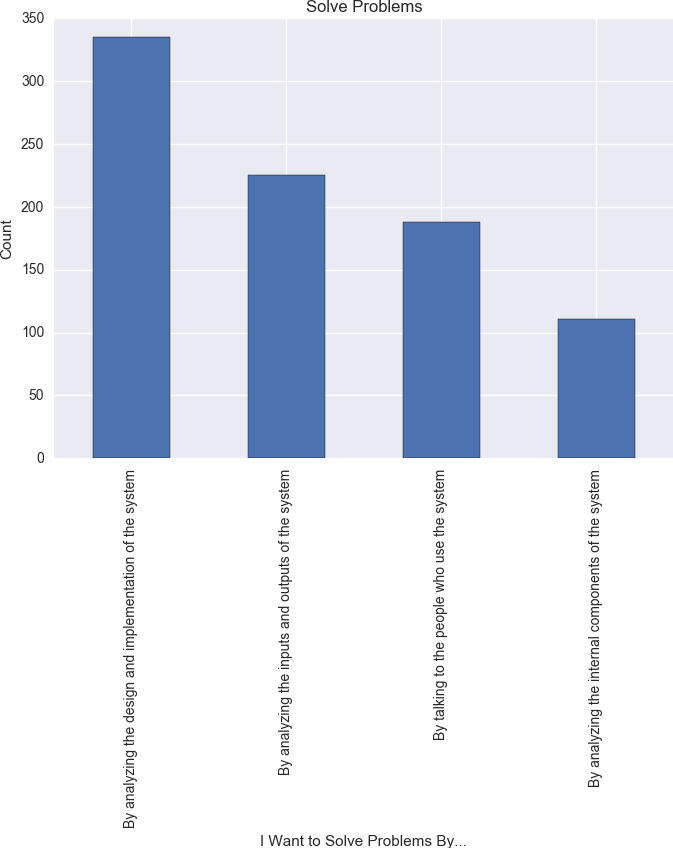 Solve Problems
350
300
250
200
150
100
50
0
Count
By analyzing the design and implementation of the system
By analyzing the inputs and outputs of the system
By talking to the people who use the system
By analyzing the internal components of the system
I Want to Solve Problems By...